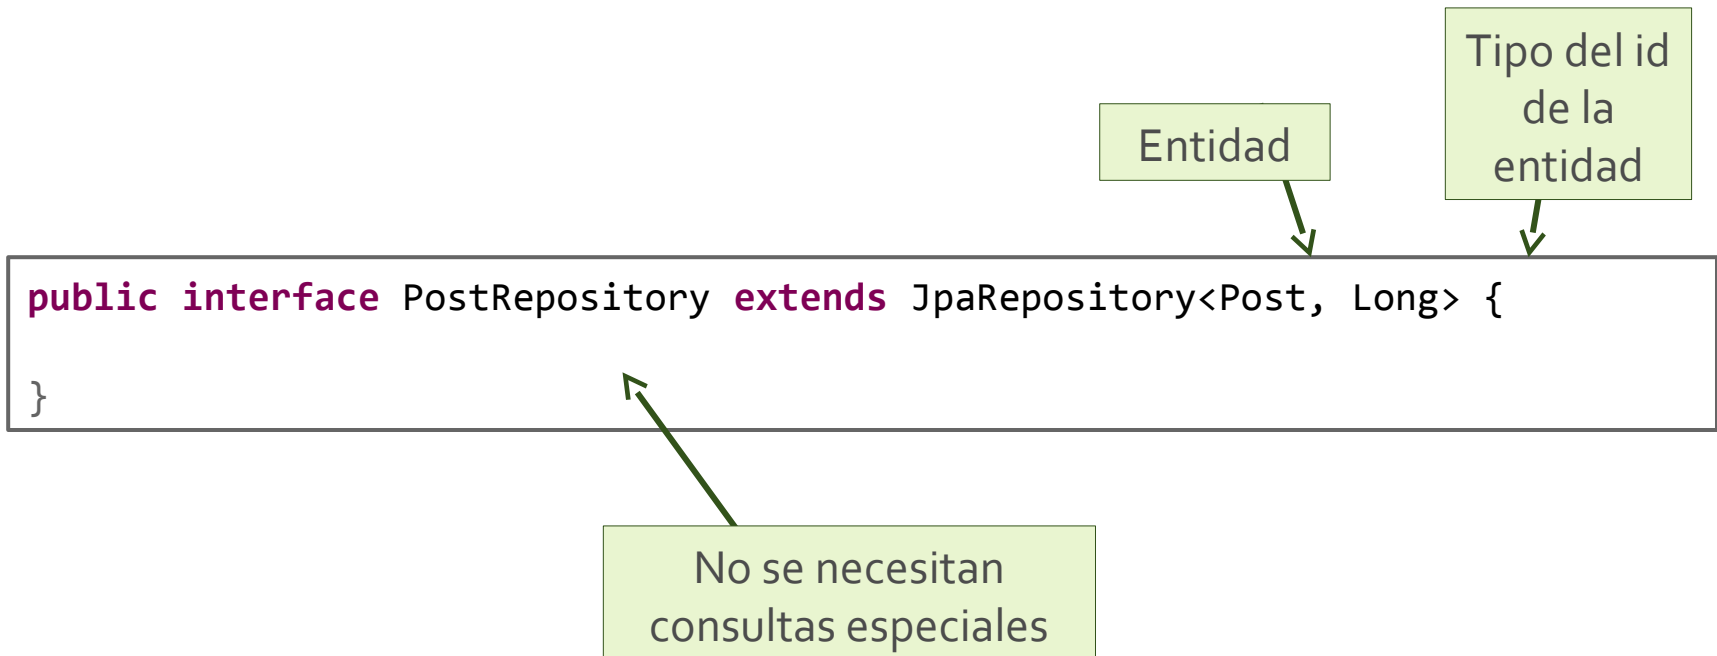 Tipo del id
de la
entidad
Entidad
public interface PostRepository extends JpaRepository<Post, Long> {
}
No se necesitan
consultas especiales